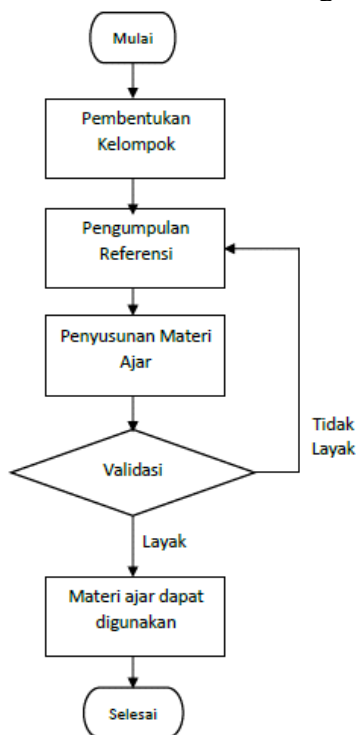 Mulai
Pembentukan
Kelompok
Pengumpulan
Referensi
Penyusunan Materi
Ajar
Validasi
Tidak
Layak
Layak
Materi ajar dapat
digunakan
Selesai